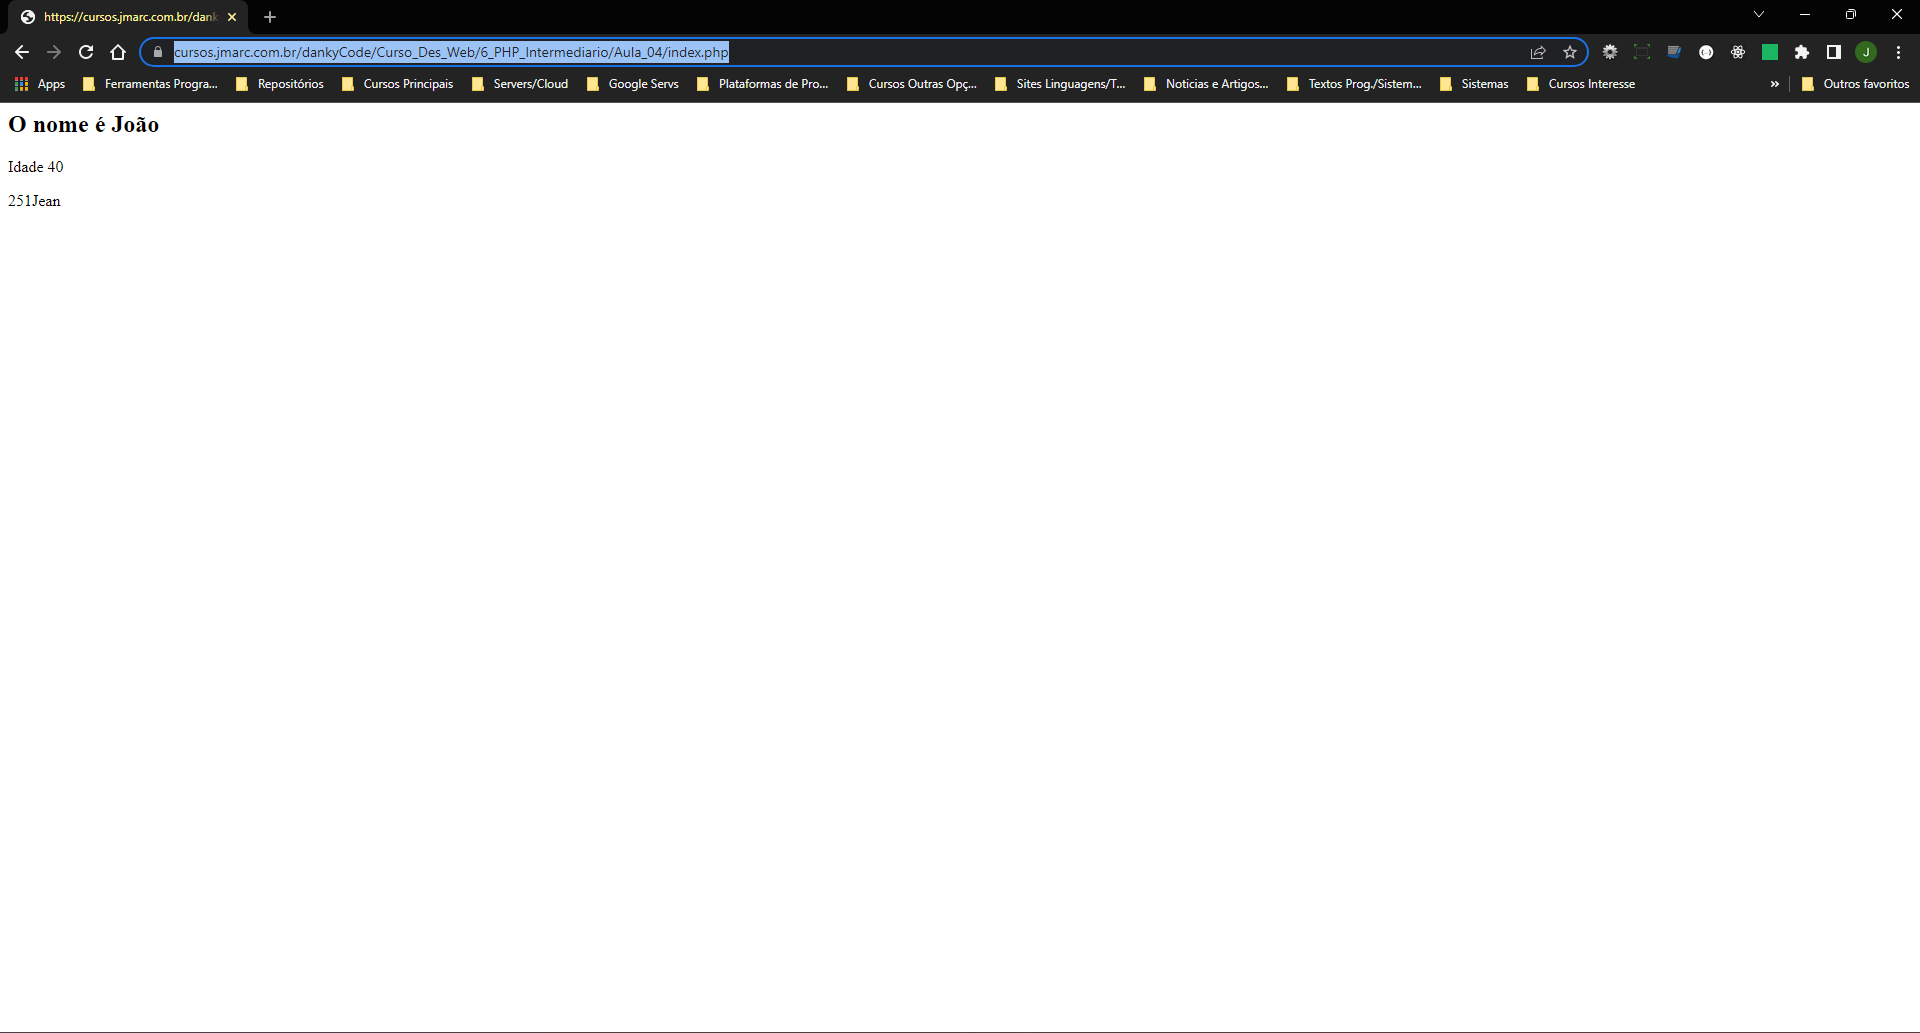 https://cursos.jmarc.com.br/dank
cursos.jmarc.com.br/dankyCode/Curso_Des_Web/6_PHP_Intermediario/Aula_04/index.php
J
Apps Ferramentas Progra... Repositórios Cursos Principais Servers/Cloud Google Servs Plataformas de Pro... Cursos Outras Opç... Sites Linguagens/T... Noticias e Artigos... Textos Prog./Sistem... Sistemas Cursos Interesse » Outros favoritos
O nome é João
Idade 40
251Jean